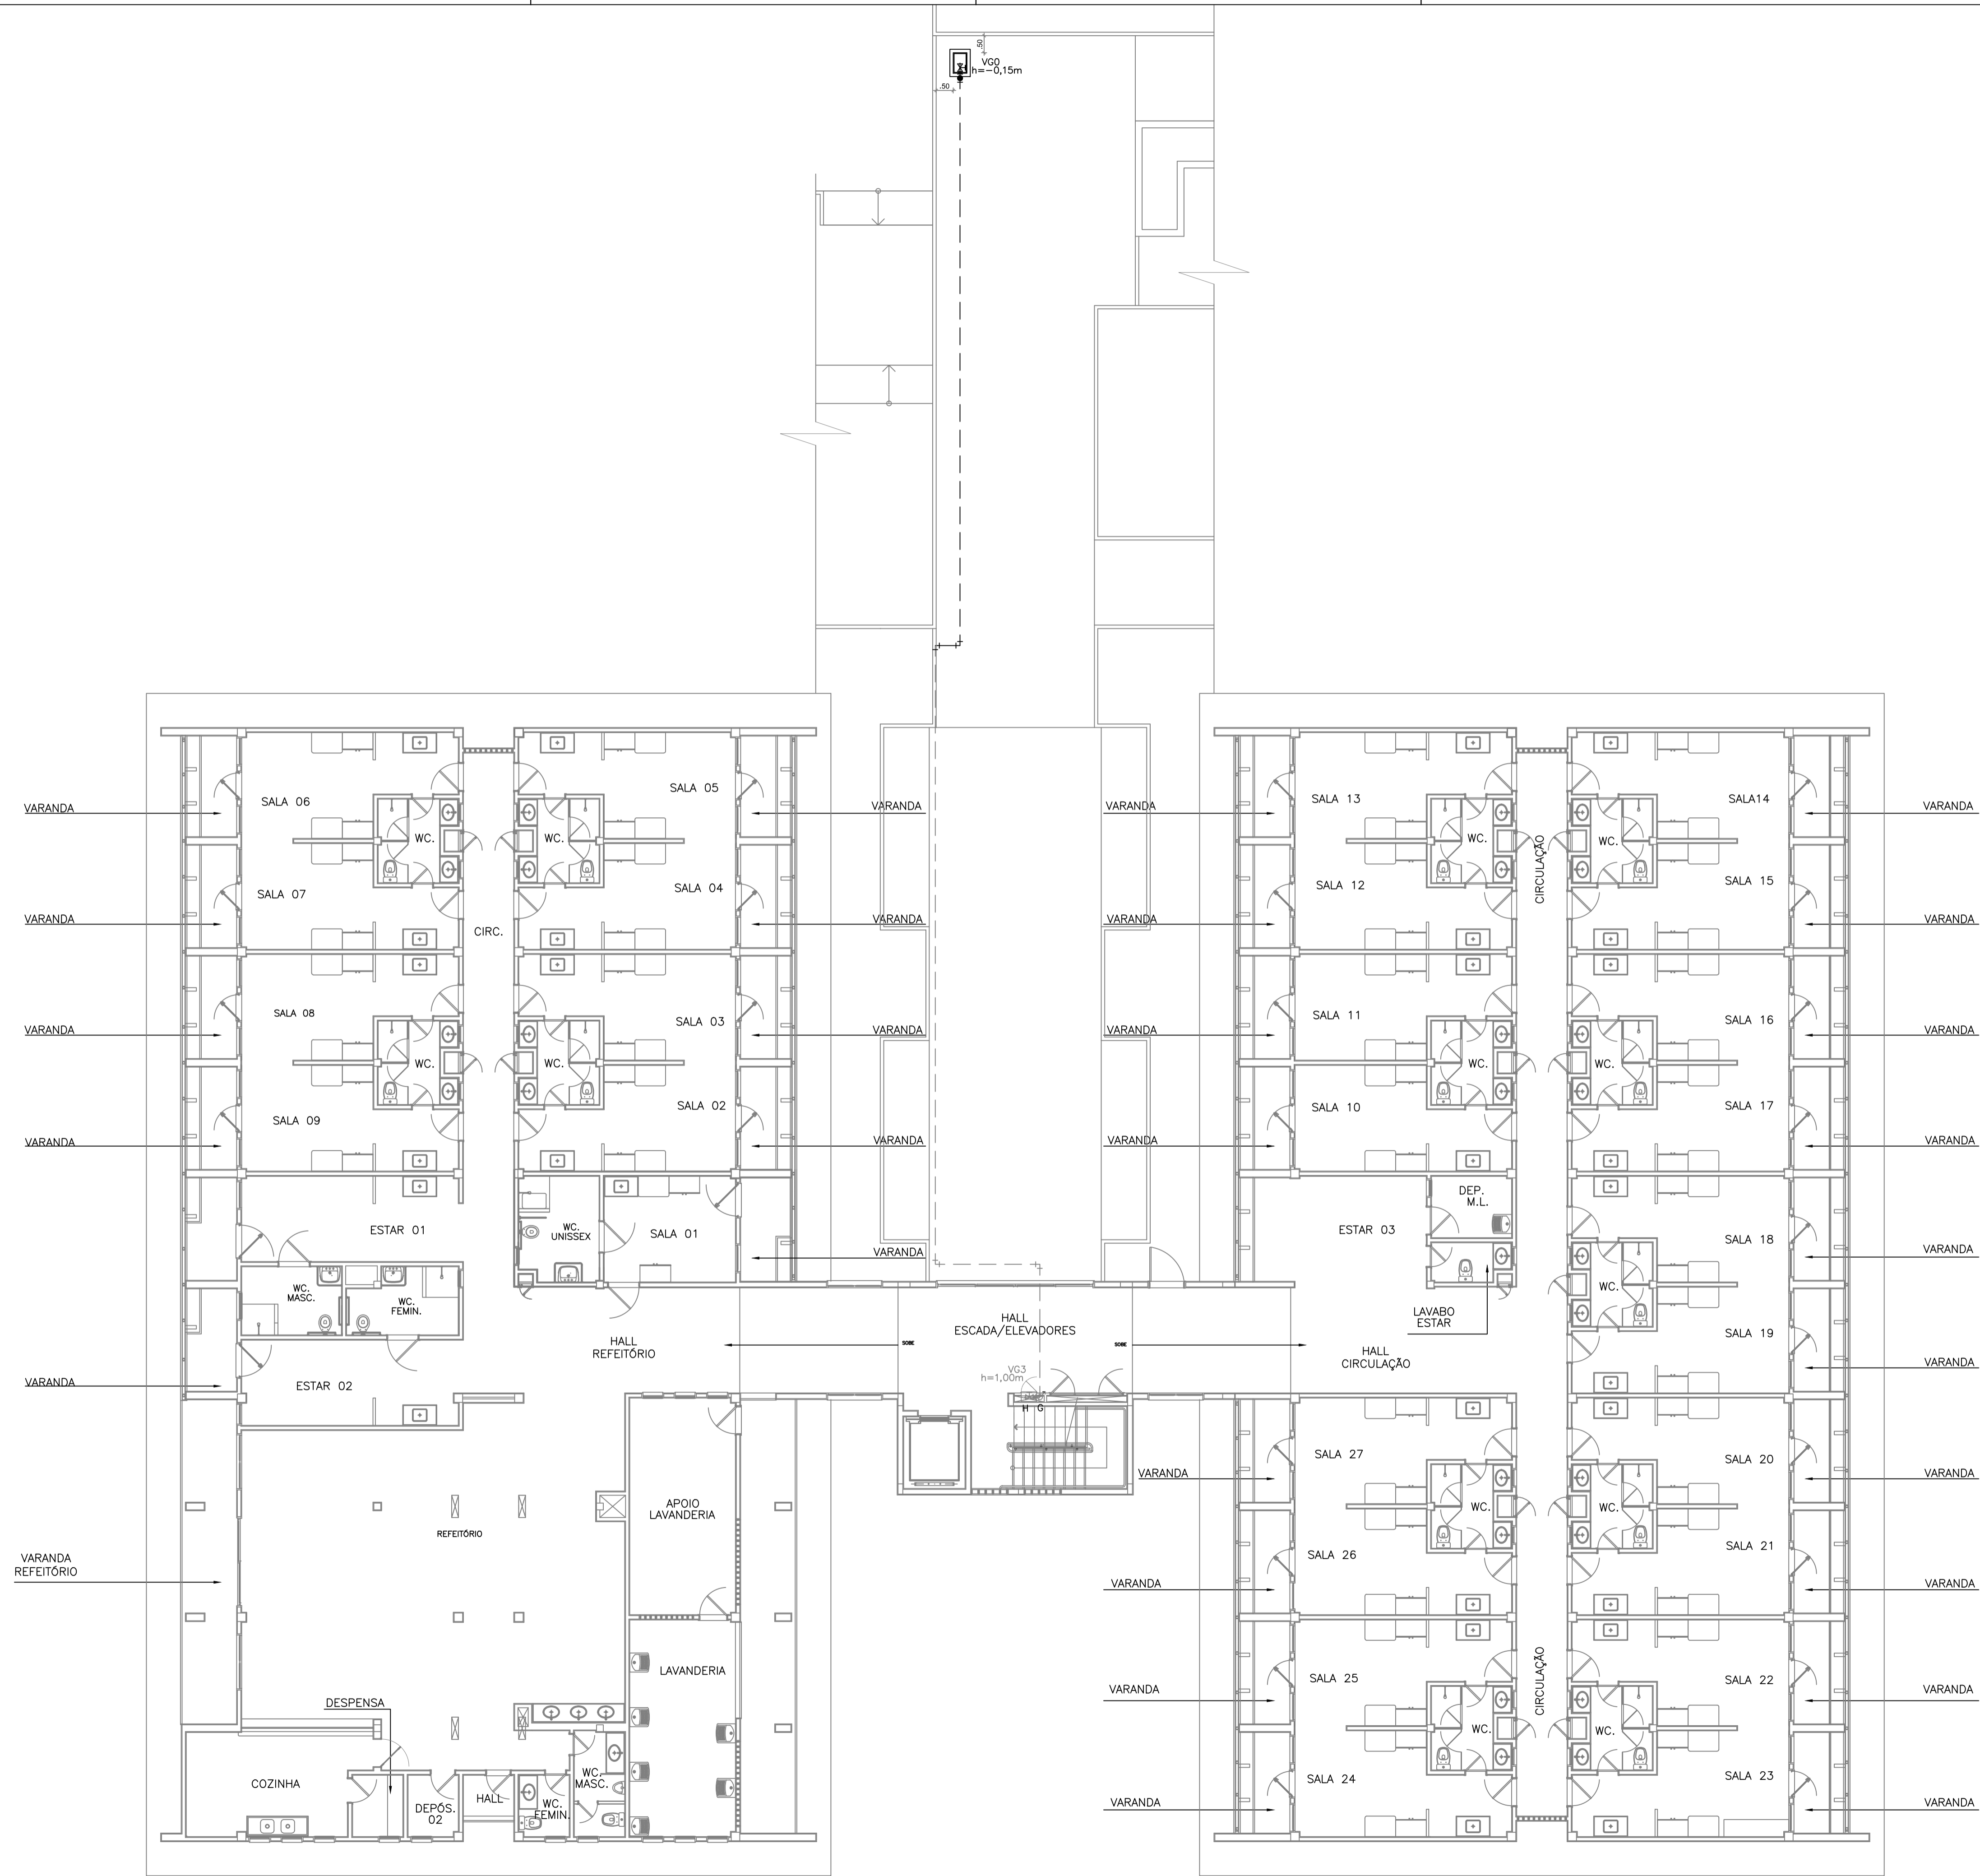 .50
VG0
h=-0,15m
.50
SALA 06
SALA 05
SALA 13
SALA14
VARANDA
VARANDA
VARANDA
VARANDA
WC.
WC.
WC.
WC.
CIRCULAÇÃO
SALA 07
SALA 04
SALA 12
SALA 15
VARANDA
VARANDA
VARANDA
VARANDA
CIRC.
SALA 08
SALA 03
SALA 11
SALA 16
VARANDA
VARANDA
VARANDA
VARANDA
WC.
WC.
WC.
WC.
SALA 09
SALA 02
SALA 10
SALA 17
VARANDA
VARANDA
VARANDA
VARANDA
ESTAR 01
WC.
UNISSEX
SALA 01
ESTAR 03
DEP.
M.L.
SALA 18
VARANDA
VARANDA
WC.
MASC.
WC.
FEMIN.
WC.
HALL
REFEITÓRIO
SOBE
HALL
ESCADA/ELEVADORES
SOBE
LAVABO
ESTAR
HALL
CIRCULAÇÃO
SALA 19
VARANDA
VARANDA
ESTAR 02
VG3
h=1,00m
H G
SALA 27
SALA 20
VARANDA
VARANDA
WC.
WC.
APOIO
LAVANDERIA
REFEITÓRIO
SALA 26
SALA 21
VARANDA
REFEITÓRIO
VARANDA
VARANDA
LAVANDERIA
SALA 25
SALA 22
CIRCULAÇÃO
VARANDA
VARANDA
DESPENSA
WC.
WC.
COZINHA
DEPÓS.
02
HALL
WC.
FEMIN.
WC.
MASC.
SALA 24
SALA 23
VARANDA
VARANDA